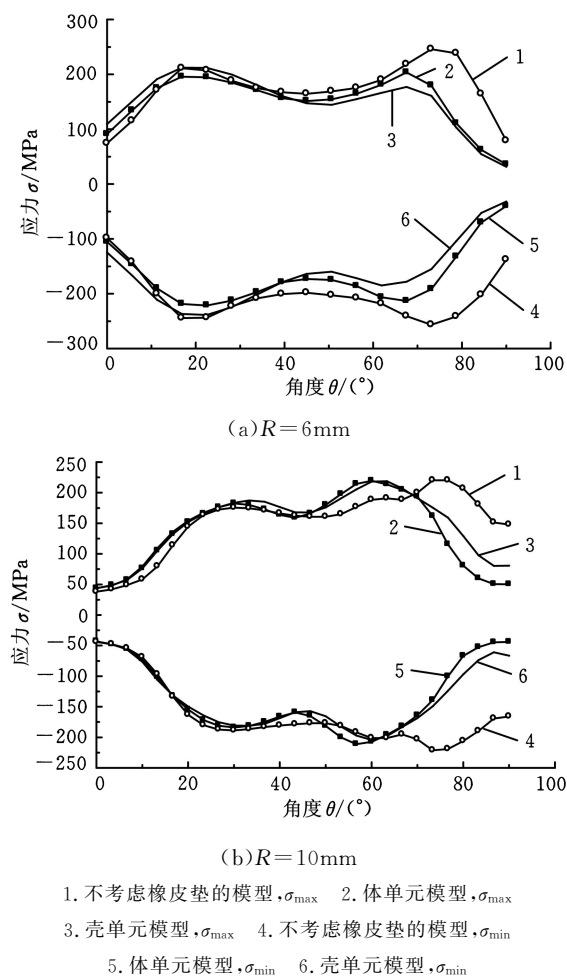 300
200
100
0
−100
−200
−300
应力σ/MPa
1
2
3
6
5
4
0 20 40 60 80 100
角度θ/(°)
(a)R=6mm
250
200
150
100
50
0
−50
−100
−150
−200
−250
应力σ/MPa
1
2
3
5
6
4
0 20 40 60 80 100
角度θ/(°)
(b)R=10mm
1.不考虑橡皮垫的模型,σmax 2.体单元模型,σmax
3.壳单元模型,σmax 4.不考虑橡皮垫的模型,σmin
5.体单元模型,σmin 6.壳单元模型,σmin